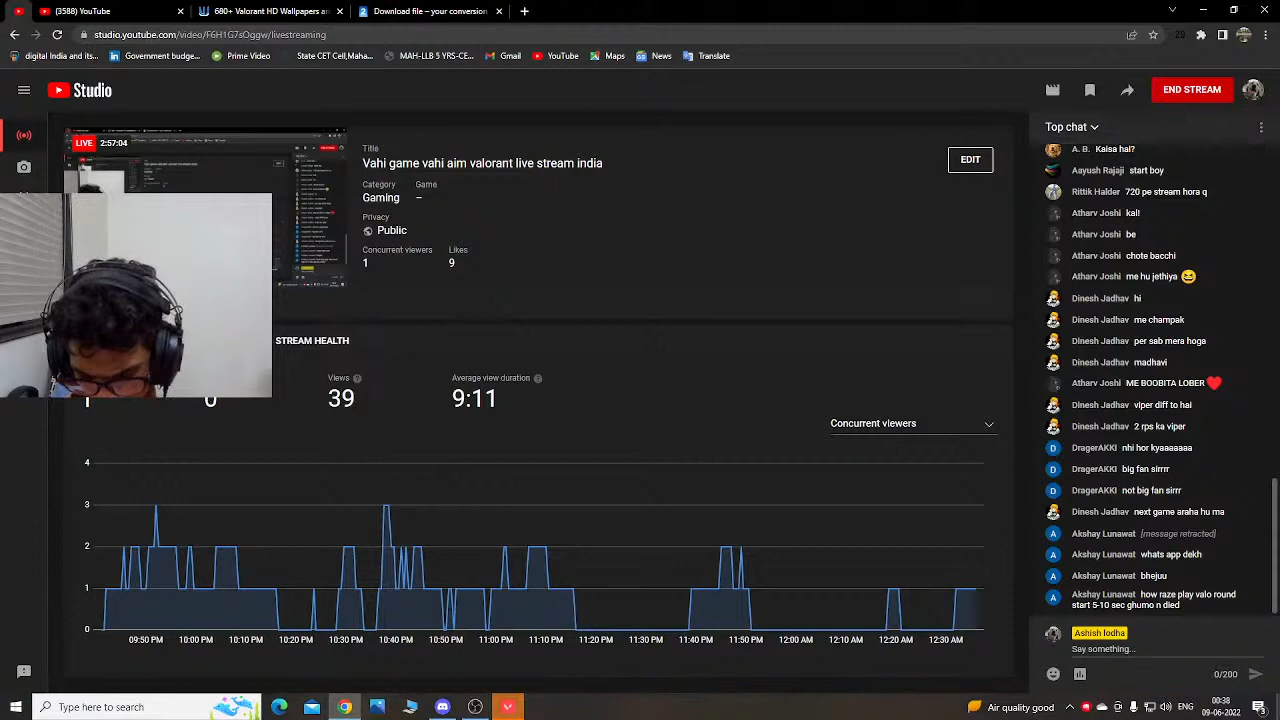 (3588) YouTube
680+ Valorant HD Wallpapers an
Download file – your conversion
studio.youtube.com/video/F6H1G7sOggw/livestreaming
29
digital India and its...
Government budge...
Prime Video
State CET Cell,Maha...
MAH-LLB 5 YRS-CE...
Gmail
YouTube
Maps
News
Translate
Studio
END STREAM
LIVE 2:57:04
Title
Vahi game vahi aim valorant live stream india
EDIT
Category Game
Gaming –
Privacy
Public
Concurrent viewers Likes
1 9
STREAM HEALTH
Views
39
Average view duration
9:11
Concurrent viewers
4
3
2
1
0
09:50 PM 10:00 PM 10:10 PM 10:20 PM 10:30 PM 10:40 PM 10:50 PM 11:00 PM 11:10 PM 11:20 PM 11:30 PM 11:40 PM 11:50 PM 12:00 AM 12:10 AM 12:20 AM 12:30 AM
Top chat
A. B. Kaisa hai?
Aayush Rajaji start boy
Rittik Halder 720 pe stream hora q
Atharv Joshi kali
Atharv Joshi be
Atharv Joshi chote bache
Atharv Joshi me hu jethiya 😆
Dinesh Jadhav hi
Dinesh Jadhav me champak
Dinesh Jadhav per sab mera hoga
Dinesh Jadhav madhavi
Atharv Joshi ME BOOBITA LOBER ❤️
Dinesh Jadhav viper diff to hai
Dinesh Jadhav 2 rps ka viper
D DragerAKKI nhi hor kyaaaaaa
D DragerAKKI big fan sirrrr
D DragerAKKI not big fan sirrr
Dinesh Jadhav next game araha hu ma
A Akshay Lunawat [message retracted]
A Akshay Lunawat whats app dekh
A Akshay Lunawat bhejuu
A Akshay Lunawat how raze play valo round
start 5-10 sec ghumo n died
Ashish lodha
Say something...
0/200
Type here to search
Air quality good
00:38
09-06-2022